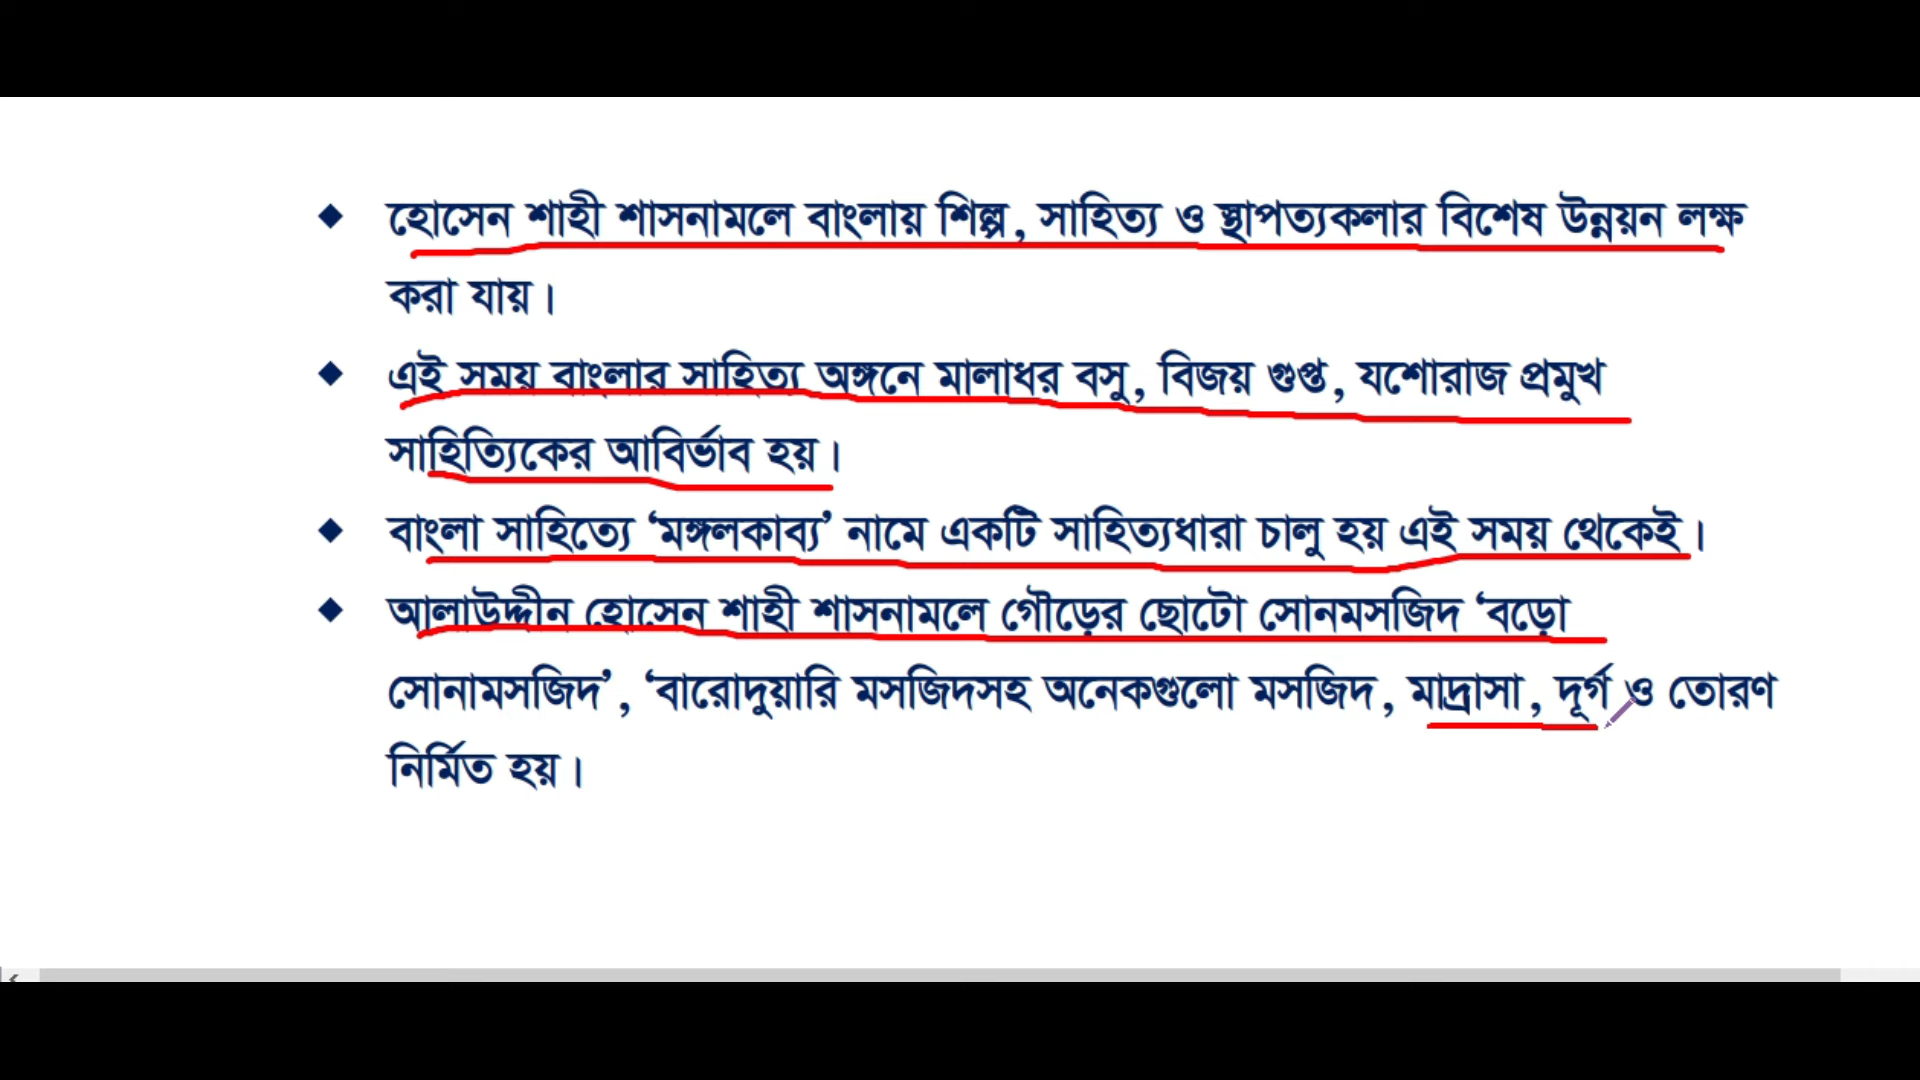 ◆ হোসেন শাহী শাসনামলে বাংলায় শিল্প, সাহিত্য ও স্থাপত্যকলার বিশেষ উন্নয়ন লক্ষ
করা যায়।
◆ এই সময় বাংলার সাহিত্য অঙ্গনে মালাধর বসু, বিজয় গুপ্ত, যশোরাজ প্রমুখ
সাহিত্যিকের আবির্ভাব হয়।
◆ বাংলা সাহিত্যে ‘মঙ্গলকাব্য’ নামে একটি সাহিত্যধারা চালু হয় এই সময় থেকেই।
◆ আলাউদ্দীন হোসেন শাহী শাসনামলে গৌড়ের ছোটো সোনমসজিদ ‘বড়ো
সোনামসজিদ’, ‘বারোদুয়ারি মসজিদসহ অনেকগুলো মসজিদ, মাদ্রাসা, দূর্গ ও তোরণ
নির্মিত হয়।